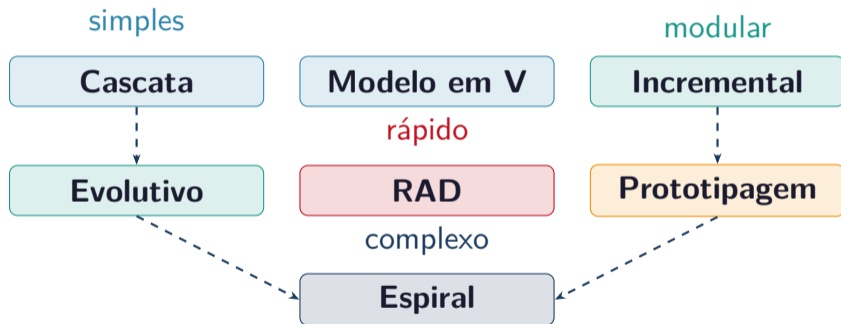 simples
modular
Cascata
Modelo em V
Incremental
rápido
Evolutivo
RAD
Prototipagem
complexo
Espiral